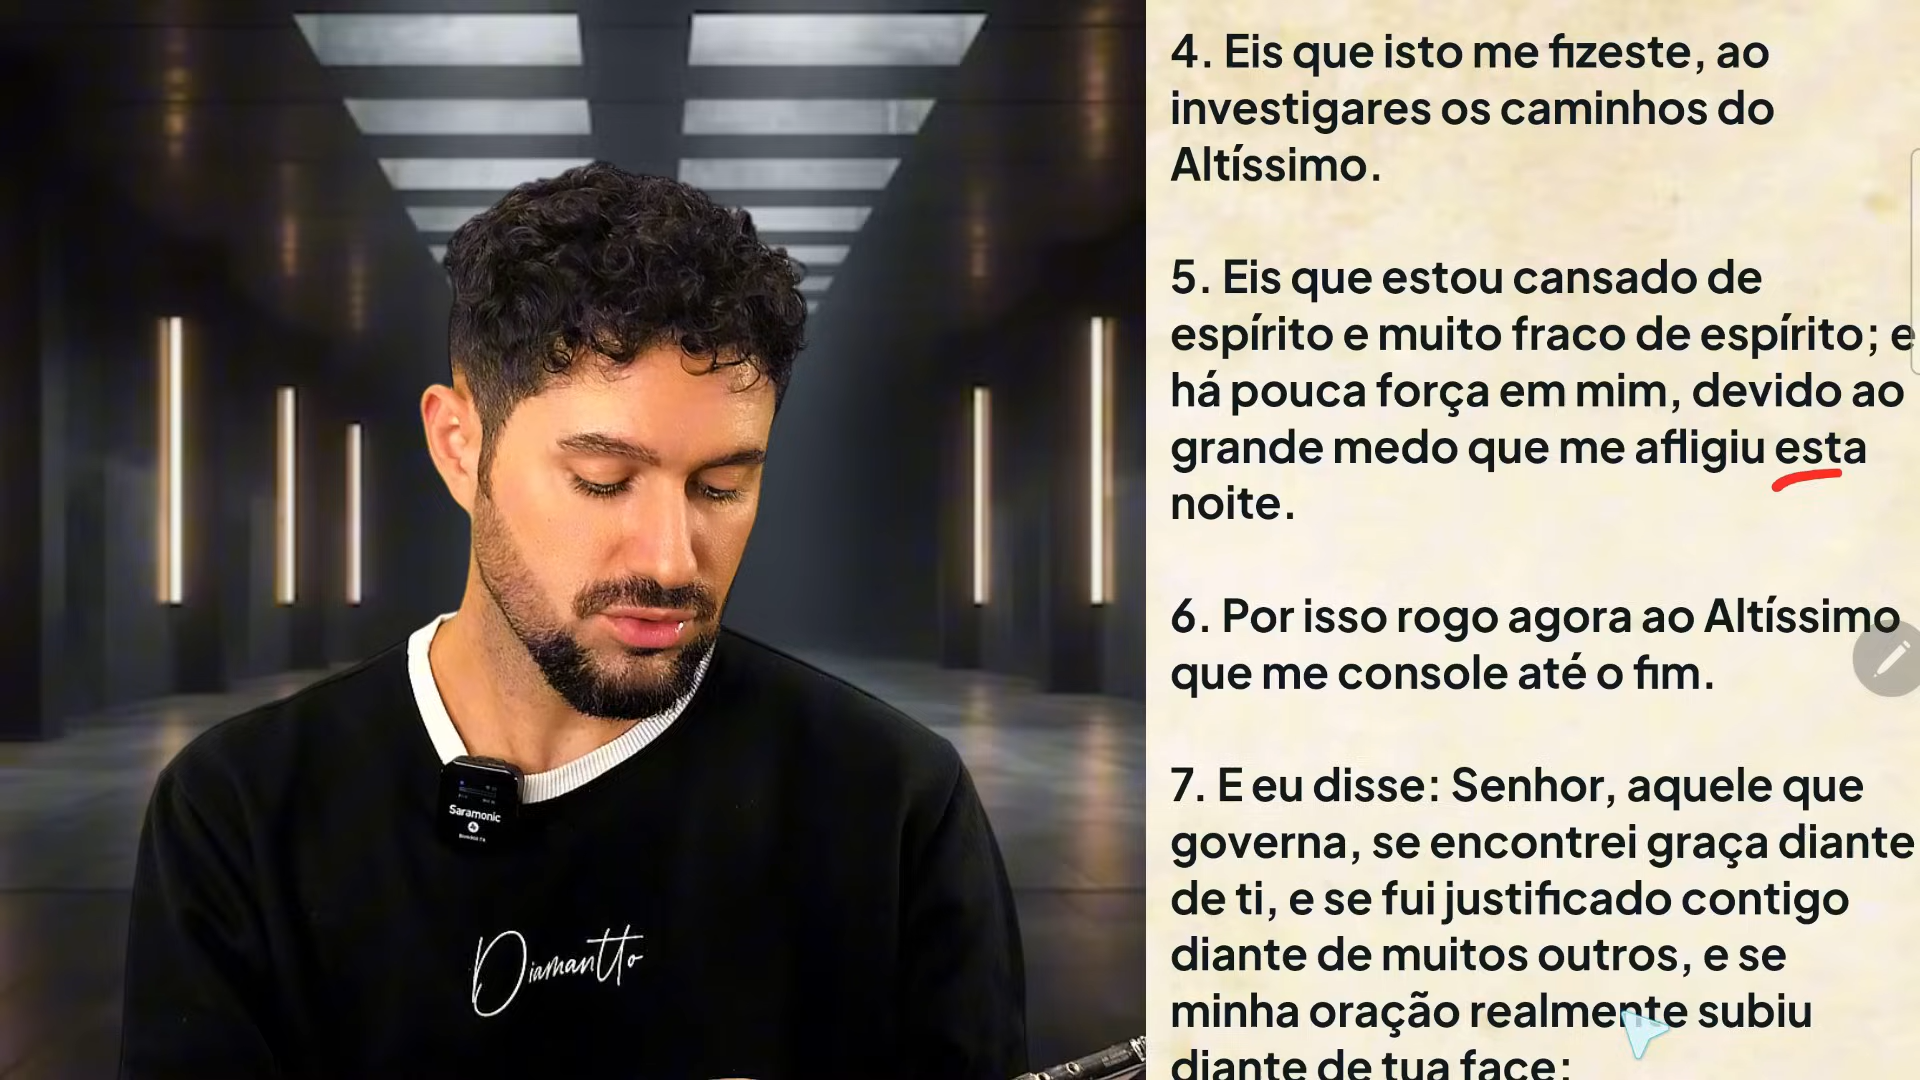 Saramonic
Diamantto
4. Eis que isto me fizeste, ao
investigares os caminhos do
Altíssimo.
5. Eis que estou cansado de
espírito e muito fraco de espírito; e
há pouca força em mim, devido ao
grande medo que me afligiu esta
noite.
6. Por isso rogo agora ao Altíssimo
que me console até o fim.
7. E eu disse: Senhor, aquele que
governa, se encontrei graça diante
de ti, e se fui justificado contigo
diante de muitos outros, e se
minha oração realmente subiu
diante de tua face;